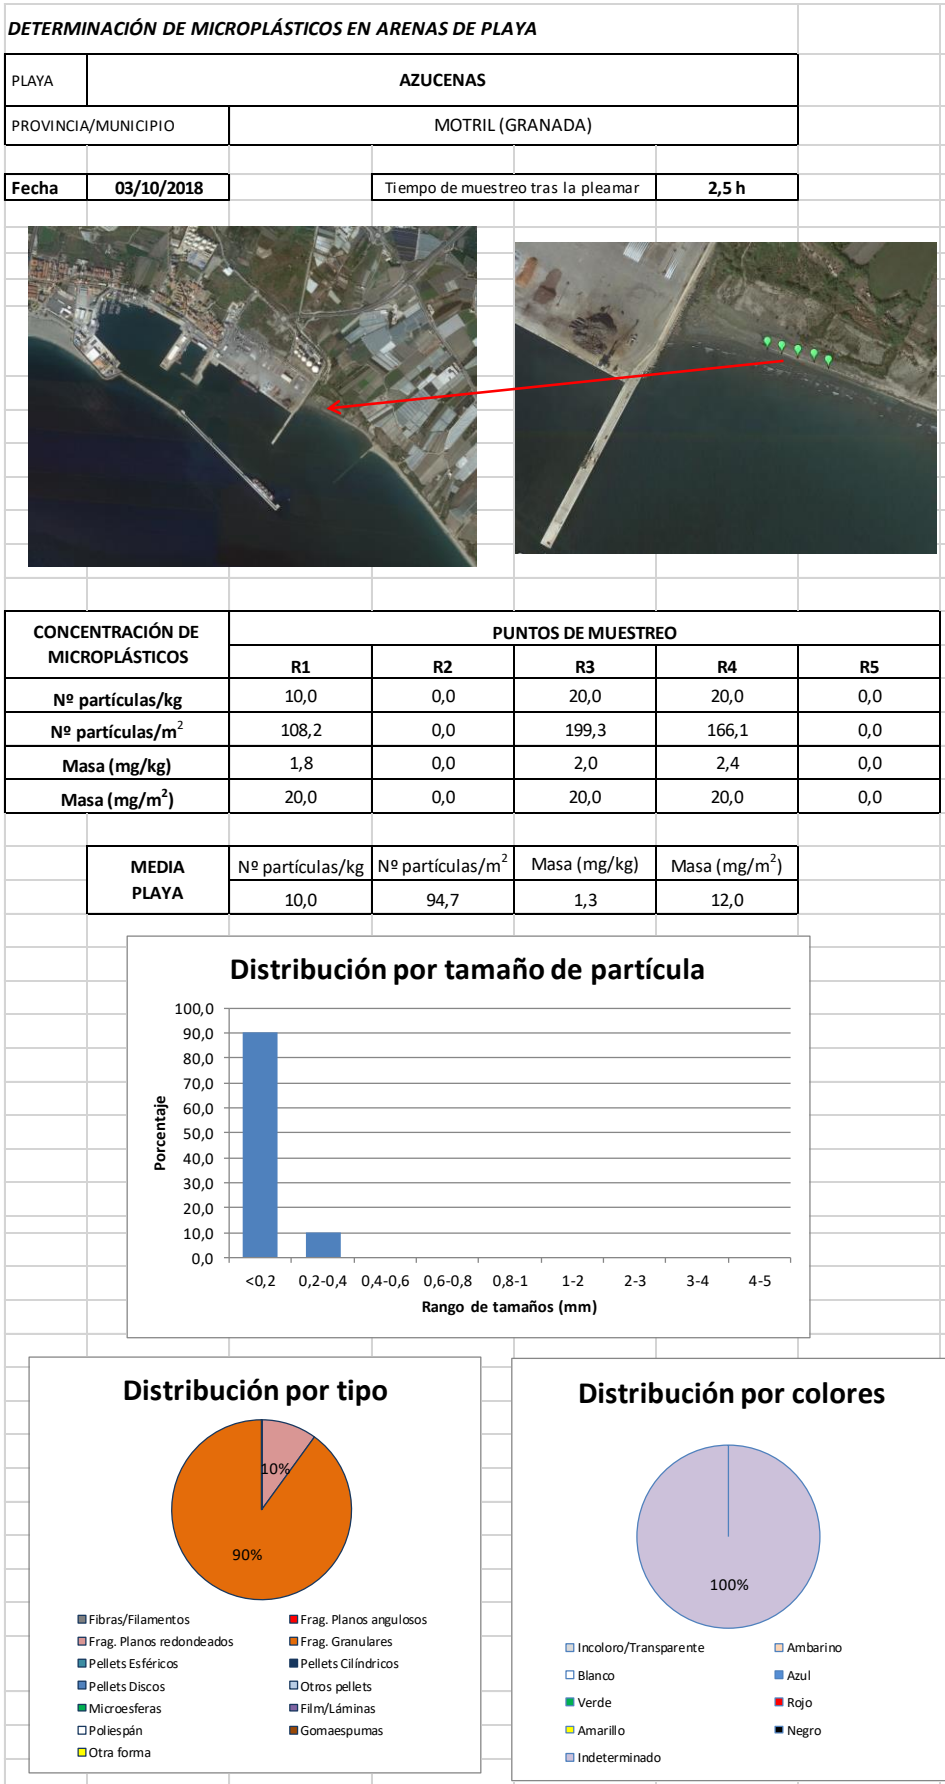 DETERMINACIÓN DE MICROPLÁSTICOS EN ARENAS DE PLAYA
PLAYA AZUCENAS
PROVINCIA/MUNICIPIO MOTRIL (GRANADA)
Fecha 03/10/2018 Tiempo de muestreo tras la pleamar 2,5 h
CONCENTRACIÓN DE MICROPLÁSTICOS PUNTOS DE MUESTREO
R1 R2 R3 R4 R5
Nº partículas/kg 10,0 0,0 20,0 20,0 0,0
Nº partículas/m2 108,2 0,0 199,3 166,1 0,0
Masa (mg/kg) 1,8 0,0 2,0 2,4 0,0
Masa (mg/m2) 20,0 0,0 20,0 20,0 0,0
MEDIA PLAYA Nº partículas/kg Nº partículas/m2 Masa (mg/kg) Masa (mg/m2)
10,0 94,7 1,3 12,0
Distribución por tamaño de partícula
Porcentaje
100,0
90,0
80,0
70,0
60,0
50,0
40,0
30,0
20,0
10,0
0,0
<0,2 0,2-0,4 0,4-0,6 0,6-0,8 0,8-1 1-2 2-3 3-4 4-5
Rango de tamaños (mm)
Distribución por tipo
10%
90%
Fibras/Filamentos Frag. Planos angulosos
Frag. Planos redondeados Frag. Granulares
Pellets Esféricos Pellets Cilíndricos
Pellets Discos Otros pellets
Microesferas Film/Láminas
Poliespán Gomaespumas
Otra forma
Distribución por colores
100%
Incoloro/Transparente Ambarino
Blanco Azul
Verde Rojo
Amarillo Negro
Indeterminado